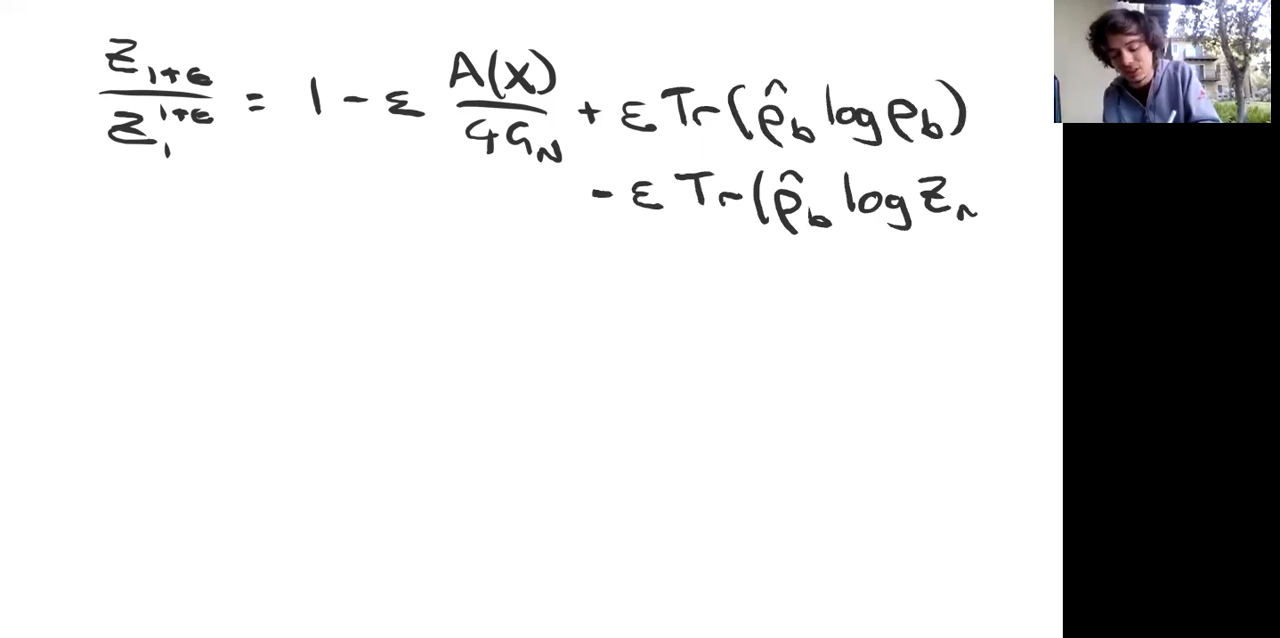 Z_{1+ε} / Z_1^{1+ε} = 1 - ε A(X) / 4G_N + ε Tr(ρ̂_b log ρ_b)
- ε Tr(ρ̂_b log Z_n